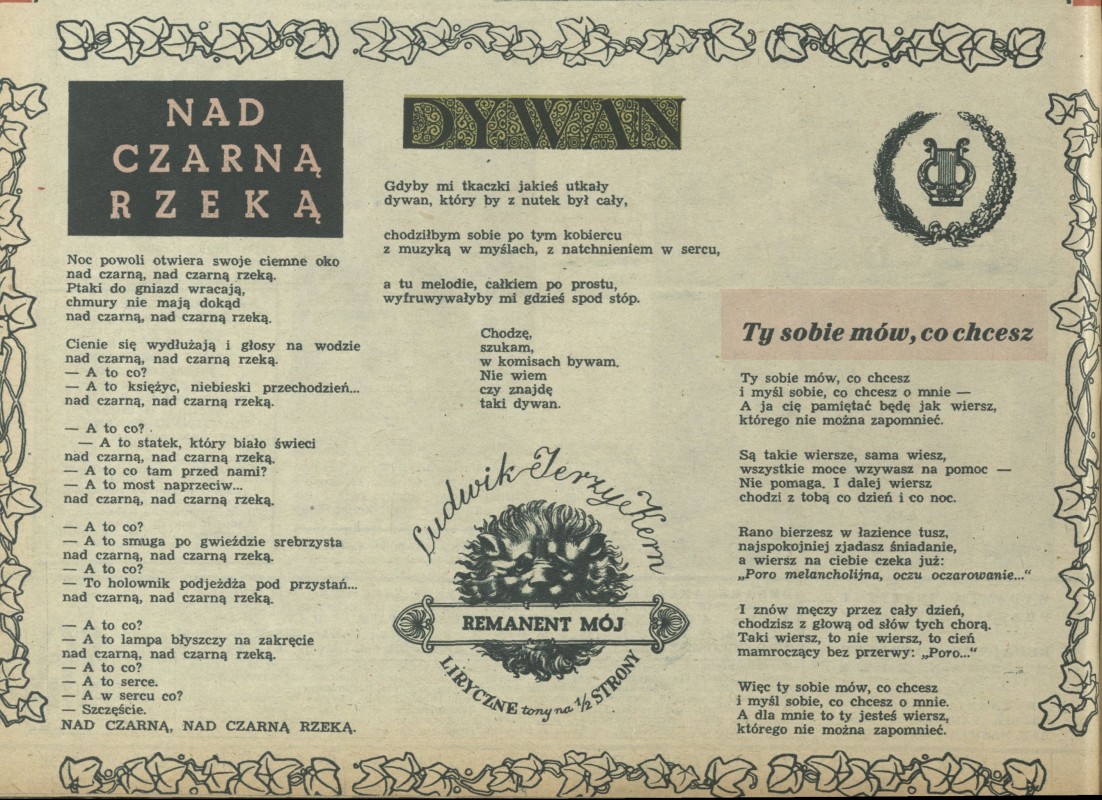 NAD
CZARNĄ
RZEKĄ
Noc powoli otwiera swoje ciemne oko
nad czarną, nad czarną rzeką.
Ptaki do gniazd wracają,
chmury nie mają dokąd
nad czarną, nad czarną rzeką.
Cienie się wydłużają i głosy na wodzie
nad czarną, nad czarną rzeką.
— A to co?
— A to księżyc, niebieski przechodzień...
nad czarną, nad czarną rzeką.
— A to co?
— A to statek, który biało świeci
nad czarną, nad czarną rzeką.
— A to co tam przed nami?
— A to most naprzeciw...
nad czarną, nad czarną rzeką.
— A to co?
— A to smuga po gwieździe srebrzysta
nad czarną, nad czarną rzeką.
— A to co?
— To holownik podjeżdża pod przystań...
nad czarną, nad czarną rzeką.
— A to co?
— A to lampa błyszczy na zakręcie
nad czarną, nad czarną rzeką.
— A to co?
— A to serce.
— A w sercu co?
— Szczęście.
NAD CZARNĄ, NAD CZARNĄ RZEKĄ.
DYWAN
Gdyby mi tkaczki jakieś utkały
dywan, który by z nutek był cały,
chodziłbym sobie po tym kobiercu
z muzyką w myślach, z natchnieniem w sercu,
a tu melodie, całkiem po prostu,
wyfruwywałyby mi gdzieś spod stóp.
Chodzę,
szukam,
w komisach bywam.
Nie wiem
czy znajdę
taki dywan.
Ludwik Jerzy Kern
REMANENT MÓJ
LIRYCZNE tony na 1/2 STRONY
Ty sobie mów, co chcesz
Ty sobie mów, co chcesz
i myśl sobie, co chcesz o mnie —
A ja cię pamiętać będę jak wiersz,
którego nie można zapomnieć.
Są takie wiersze, sama wiesz,
wszystkie moce wzywasz na pomoc —
Nie pomaga. I dalej wiersz
chodzi z tobą co dzień i co noc.
Rano bierzesz w łazience tusz,
najspokojniej zjadasz śniadanie,
a wiersz na ciebie czeka już:
„Poro melancholijna, oczu oczarowanie...“
I znów męczy przez cały dzień,
chodzisz z głową od słów tych chorą.
Taki wiersz, to nie wiersz, to cień
mamroczący bez przerwy: „Poro...“
Więc ty sobie mów, co chcesz
i myśl sobie, co chcesz o mnie.
A dla mnie to ty jesteś wiersz,
którego nie można zapomnieć.